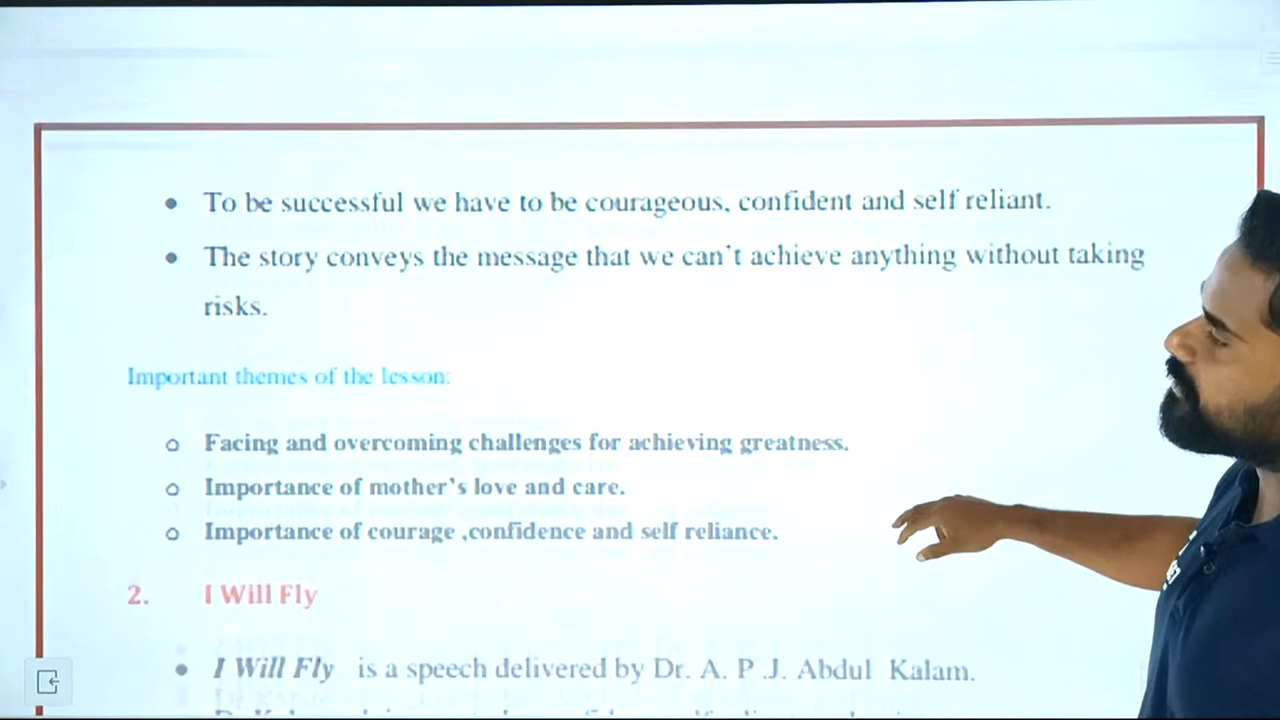 To be successful we have to be courageous, confident and self reliant.
The story conveys the message that we can't achieve anything without taking
risks.
Important themes of the lesson:
Facing and overcoming challenges for achieving greatness.
Importance of mother's love and care.
Importance of courage ,confidence and self reliance.
2. I Will Fly
I Will Fly is a speech delivered by Dr. A. P .J. Abdul Kalam.